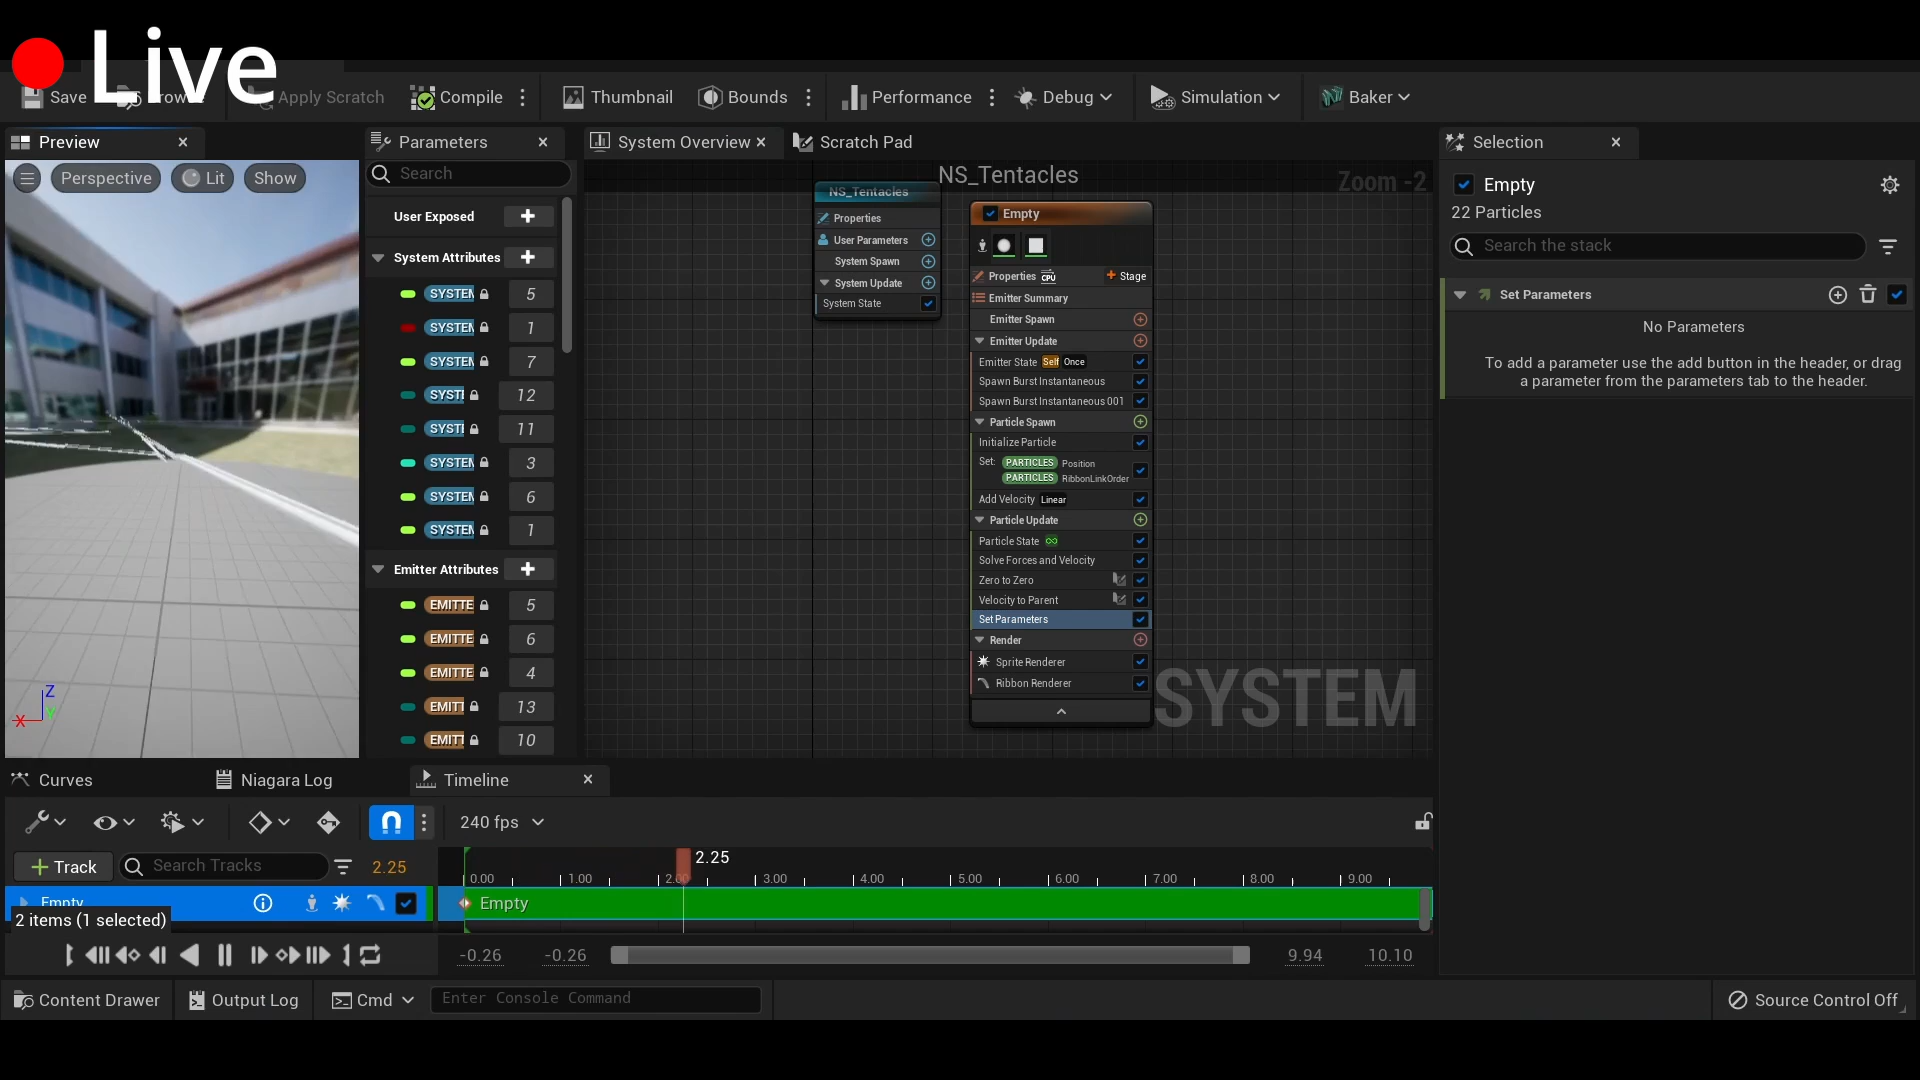 Live
Save
Apply Scratch
Compile
Thumbnail
Bounds
Performance
Debug
Simulation
Baker
Preview
Parameters
System Overview
Scratch Pad
Selection
Perspective
Lit
Show
Search
NS_Tentacles
Zoom -2
User Exposed
System Attributes
SYSTEM 5
SYSTEM 1
SYSTEM 7
SYSTE 12
SYSTE 11
SYSTEM 3
SYSTEM 6
SYSTEM 1
Emitter Attributes
EMITTE 5
EMITTE 6
EMITTE 4
EMITT 13
EMITT 10
Z
Y
X
NS_Tentacles
Properties
User Parameters
System Spawn
System Update
System State
Empty
Properties CPU Stage
Emitter Summary
Emitter Spawn
Emitter Update
Emitter State Self Once
Spawn Burst Instantaneous
Spawn Burst Instantaneous 001
Particle Spawn
Initialize Particle
Set: PARTICLES Position
PARTICLES RibbonLinkOrder
Add Velocity Linear
Particle Update
Particle State
Solve Forces and Velocity
Zero to Zero
Velocity to Parent
Set Parameters
Render
Sprite Renderer
Ribbon Renderer
SYSTEM
Empty
22 Particles
Search the stack
Set Parameters
No Parameters
To add a parameter use the add button in the header, or drag
a parameter from the parameters tab to the header.
Curves
Niagara Log
Timeline
240 fps
Track
Search Tracks
2.25
2.25
0.00 1.00 2.00 3.00 4.00 5.00 6.00 7.00 8.00 9.00
Empty
Empty
2 items (1 selected)
-0.26 -0.26 9.94 10.10
Content Drawer
Output Log
Cmd
Enter Console Command
Source Control Off